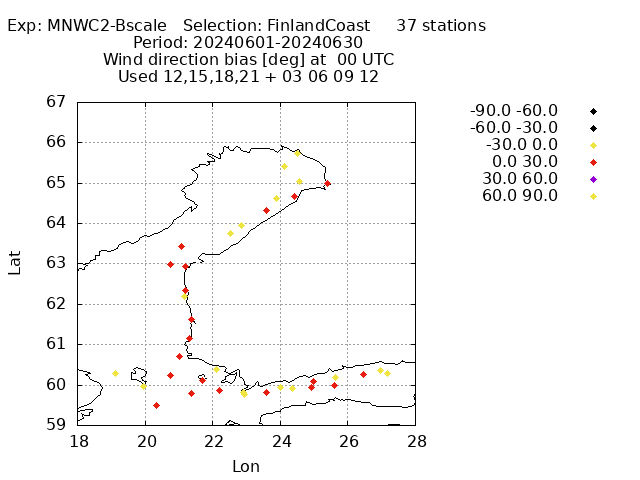 Exp: MNWC2-Bscale   Selection: FinlandCoast     37 stations
Period: 20240601-20240630
Wind direction bias [deg] at  00 UTC
Used 12,15,18,21 + 03 06 09 12
67
66
65
64
63
62
61
60
59
18 20 22 24 26 28
Lat
Lon
-90.0 -60.0
-60.0 -30.0
-30.0 0.0
0.0 30.0
30.0 60.0
60.0 90.0